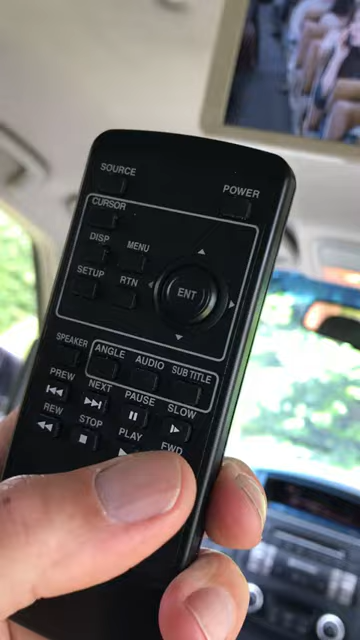 SOURCE
POWER
CURSOR
DISP MENU
SETUP RTN
ENT
SPEAKER
ANGLE AUDIO SUB TITLE
PREW NEXT PAUSE SLOW
REW STOP PLAY FWD